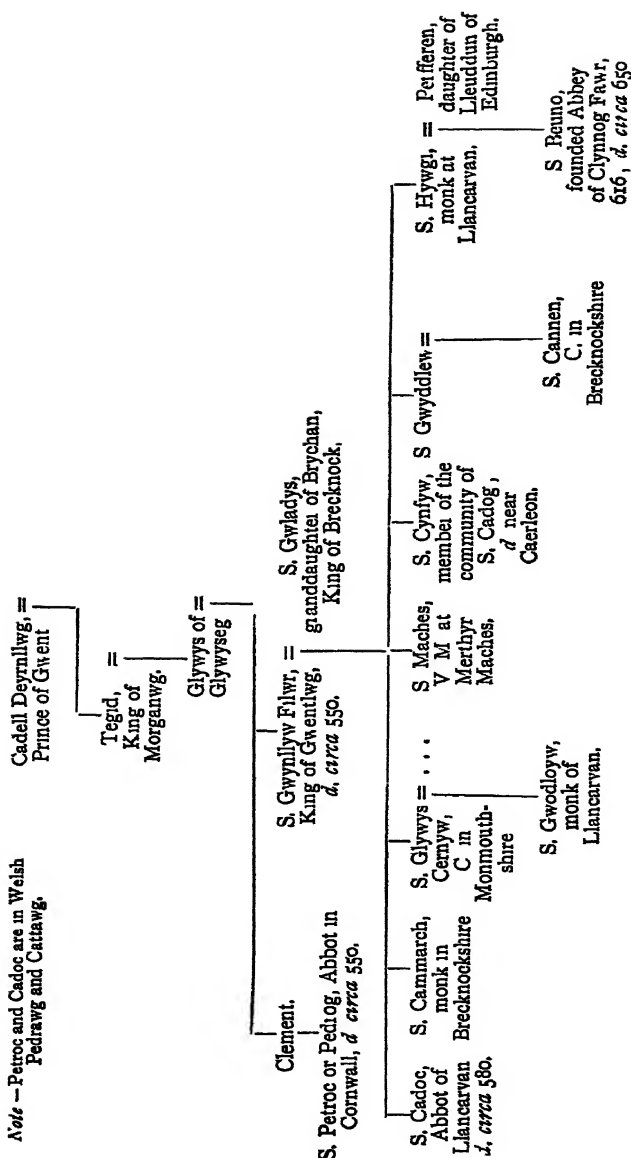 Note — Petroc and Cadoc are in Welsh
Pedrawg and Cattawg.
Cadell Deyrnllwg, =
Prince of Gwent
Tegid, =
King of
Morganwg.
Glywys of =
Glywyseg
Clement.
S. Petroc or Pedrog, Abbot in
Cornwall, d circa 550.
S. Gwynllyw Filwr, =
King of Gwentlwg,
d. circa 550.
S. Gwladys,
granddaughter of Brychan,
King of Brecknock.
S. Cadoc,
Abbot of
Llancarvan
d. circa 580.
S. Cammarch,
monk in
Brecknockshire
S. Glywys = ...
Cernyw,
C in
Monmouth-
shire
S. Gwodloyw,
monk of
Llancarvan.
S Maches,
V M at
Merthyr
Maches.
S. Cynfyw,
member of the
community of
S. Cadog,
d near
Caerleon.
S Gwyddlew =
S. Cannen,
C. in
Brecknockshire
S. Hywgi, =
monk at
Llancarvan.
Pefferen,
daughter of
Lleuddun of
Edinburgh.
S Beuno,
founded Abbey
of Clynnog Fawr,
616, d. circa 650